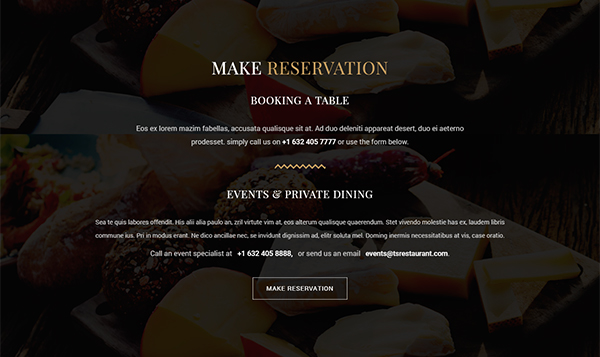 MAKE RESERVATION
BOOKING A TABLE
Eos ex lorem mazim fabellas, accusata qualisque sit at. Ad duo deleniti appareat desert, duo ei aeterno
prodesset. simply call us on +1 632 405 7777 or use the form below.
EVENTS & PRIVATE DINING
Sea te quis labores offendit. His alii alia paulo an, zril virtute vim at, eos alterum qualisque quaerendum. Stet vivendo molestie has ex, laudem libris
commune ius. Pri in modus erant. Ne dico ancillae nec, se invidunt dignissim ad, elitr soluta mel. Doming inermis necessitatibus at vis, case oratio.
Call an event specialist at +1 632 405 8888, or send us an email events@tsrestaurant.com.
MAKE RESERVATION